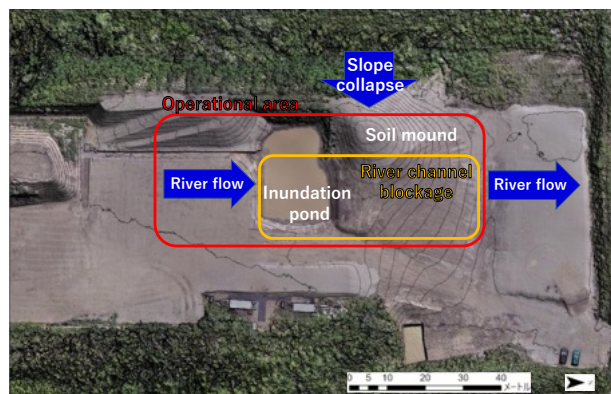 Slope
collapse
Operational area
Soil mound
River flow
River channel
blockage
River flow
Inundation
pond
0 5 10 20 30 40
メートル